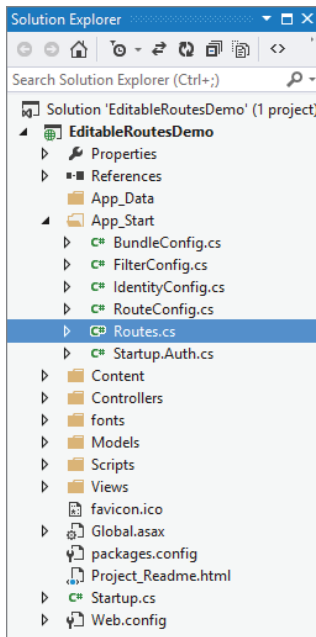 Solution Explorer
Search Solution Explorer (Ctrl+;)
Solution 'EditableRoutesDemo' (1 project)
EditableRoutesDemo
Properties
References
App_Data
App_Start
C# BundleConfig.cs
C# FilterConfig.cs
C# IdentityConfig.cs
C# RouteConfig.cs
C# Routes.cs
C# Startup.Auth.cs
Content
Controllers
fonts
Models
Scripts
Views
favicon.ico
Global.asax
packages.config
Project_Readme.html
C# Startup.cs
Web.config